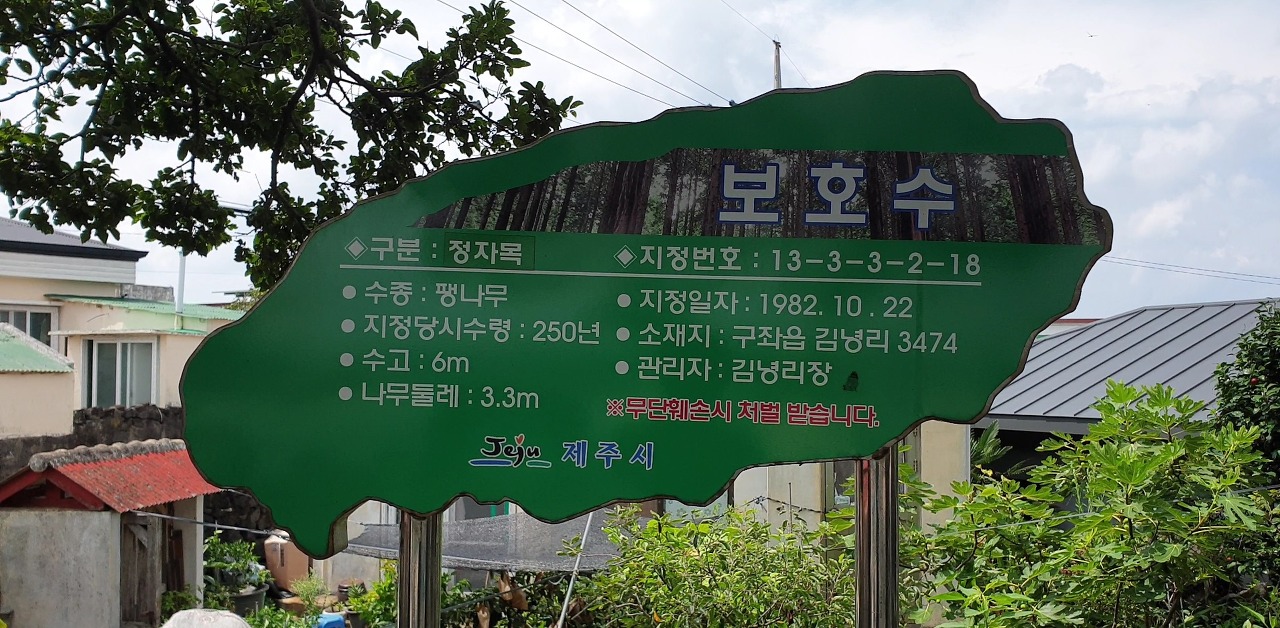 보호수
◈구분 : 정자목
◈지정번호 : 13-3-3-2-18
● 수종 : 팽나무
● 지정일자 : 1982. 10 . 22
● 지정당시수령 : 250년
● 소재지 : 구좌읍 김녕리 3474
● 수고 : 6m
● 관리자 : 김녕리장
● 나무둘레 : 3.3m
※무단훼손시 처벌 받습니다.
Jeju 제주시